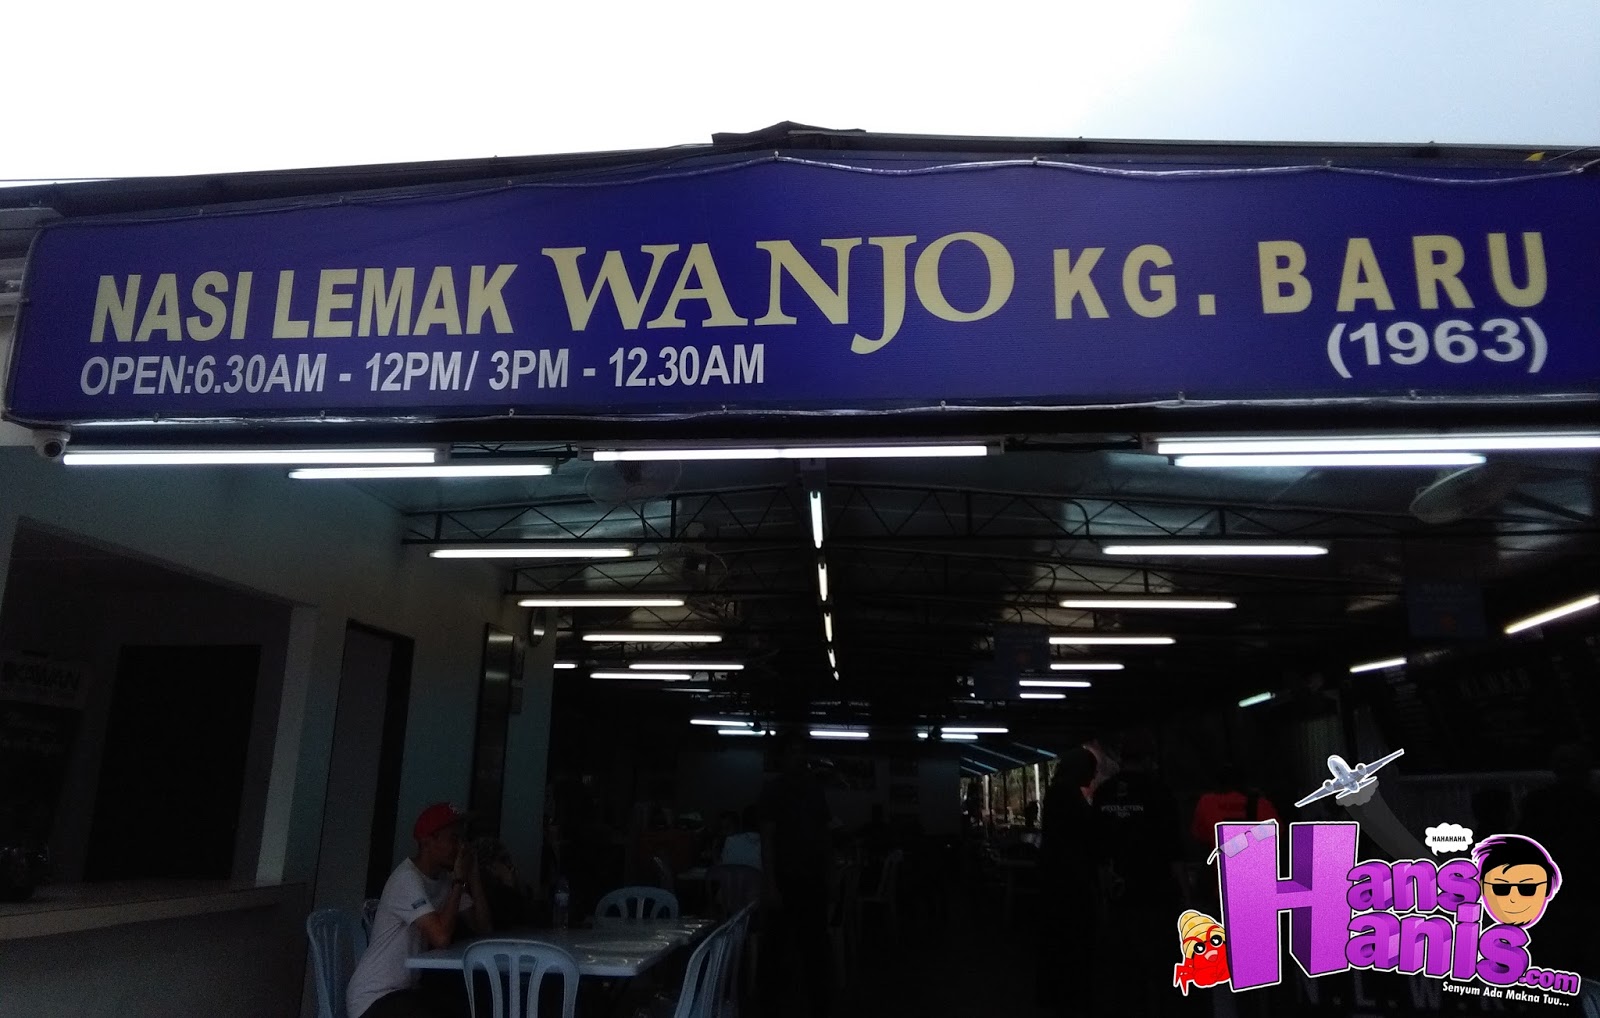 NASI LEMAK WANJO KG. BARU
(1963)
OPEN:6.30AM - 12PM/ 3PM - 12.30AM
KAWAN
HAHAHAHA
Hans
Hanis.com
Senyum Ada Makna Tuu...